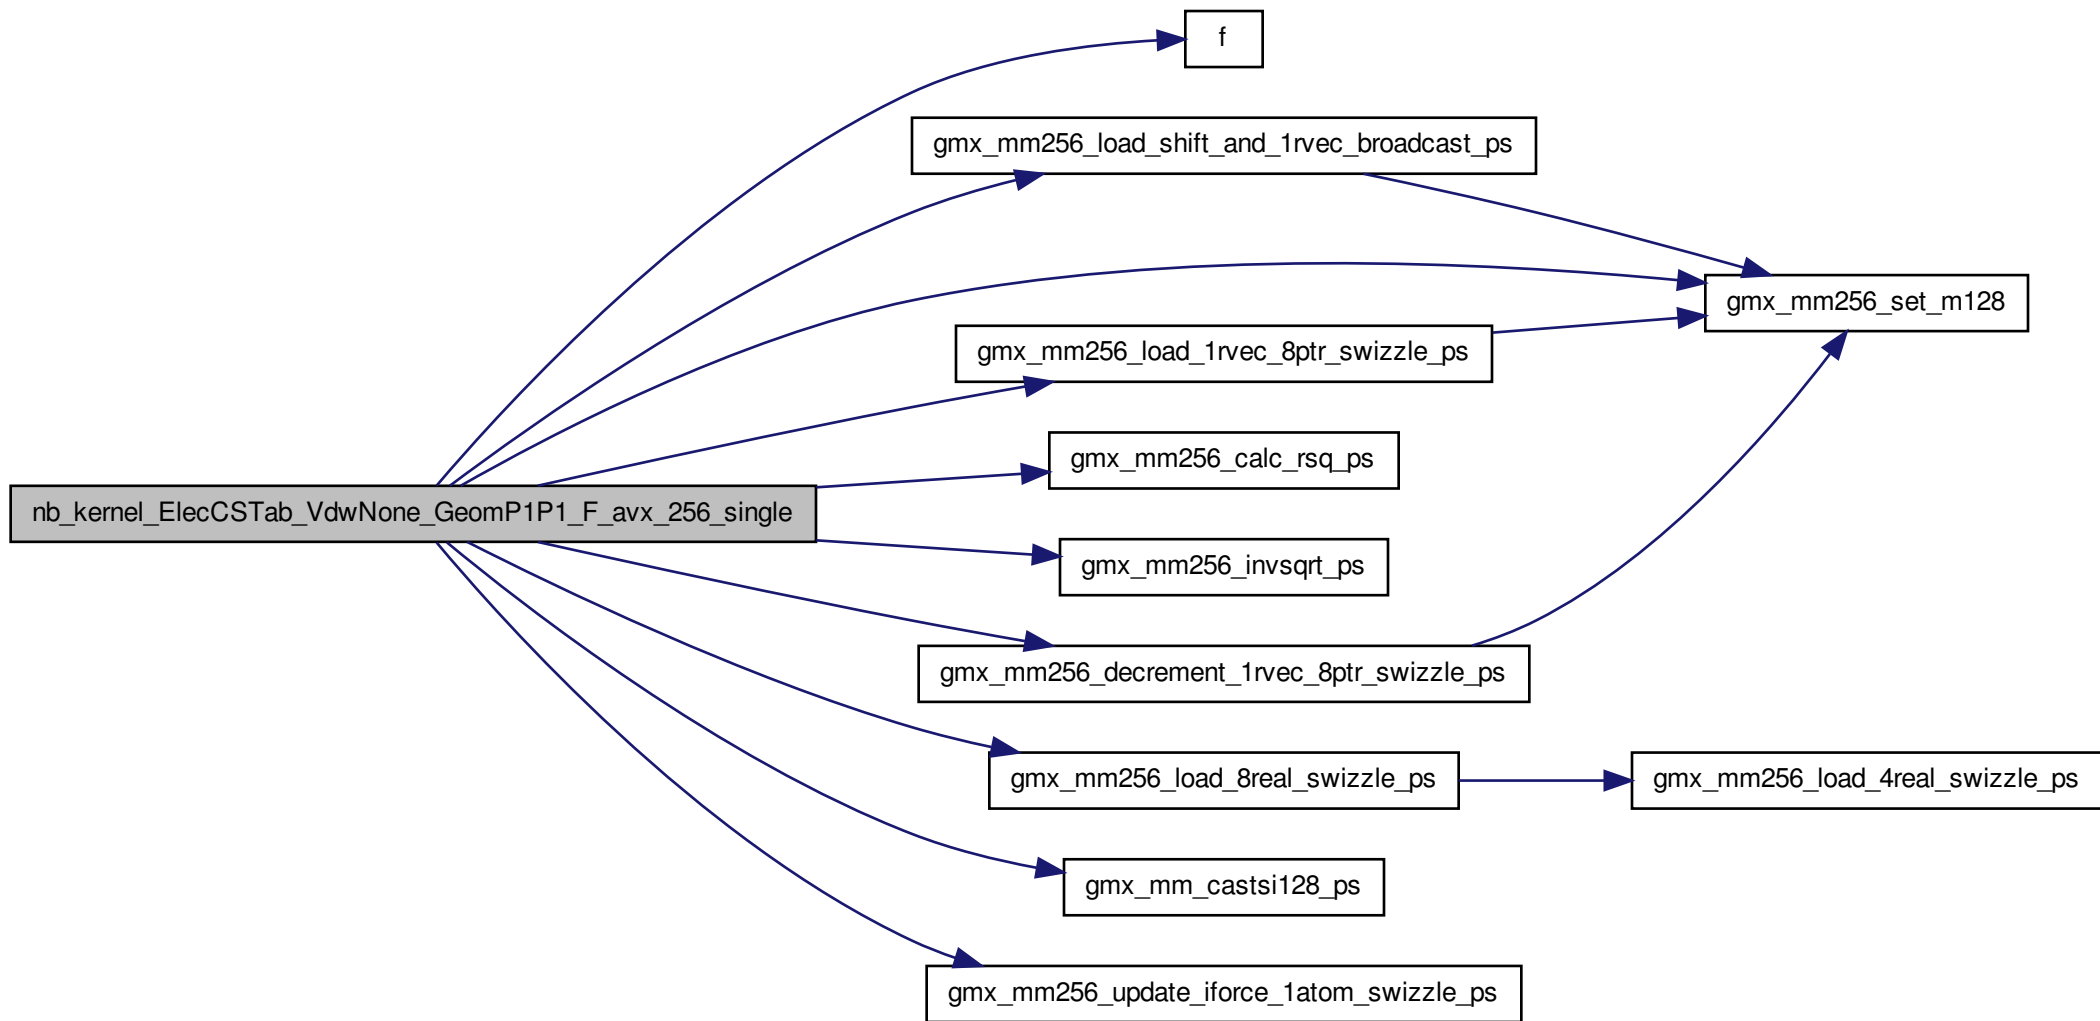 f
gmx_mm256_load_shift_and_1rvec_broadcast_ps
gmx_mm256_set_m128
gmx_mm256_load_1rvec_8ptr_swizzle_ps
gmx_mm256_calc_rsq_ps
nb_kernel_ElecCSTab_VdwNone_GeomP1P1_F_avx_256_single
gmx_mm256_invsqrt_ps
gmx_mm256_decrement_1rvec_8ptr_swizzle_ps
gmx_mm256_load_8real_swizzle_ps
gmx_mm256_load_4real_swizzle_ps
gmx_mm_castsi128_ps
gmx_mm256_update_iforce_1atom_swizzle_ps